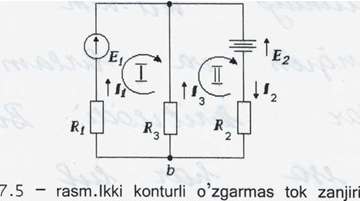 E1
I
II
E2
I1
I3
I2
R1
R3
R2
b
7.5 – rasm.Ikki konturli o'zgarmas tok zanjiri